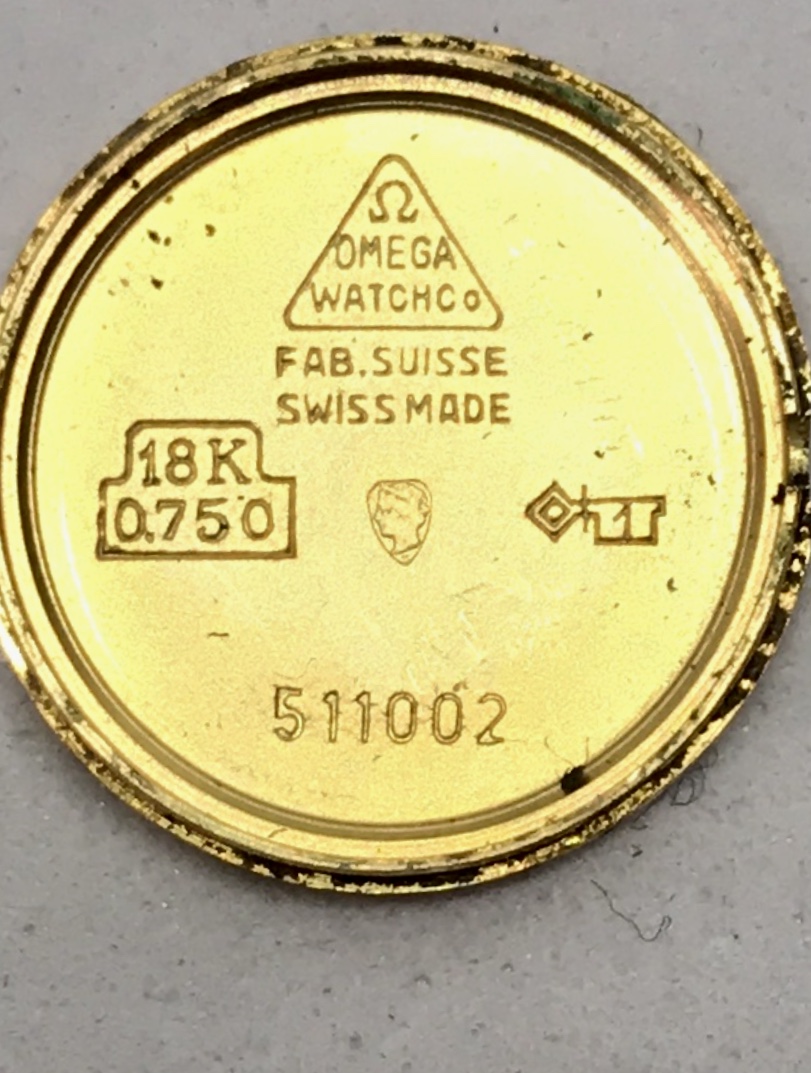 Ω
OMEGA
WATCH Co
FAB. SUISSE
SWISS MADE
18K
0.750
511002